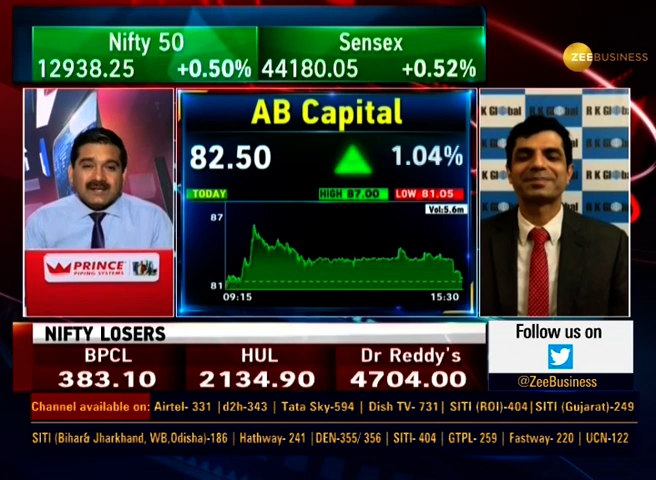 Nifty 50 Sensex
12938.25 +0.50% 44180.05 +0.52%
ZEEBUSINESS
AB Capital
82.50 1.04%
TODAY HIGH 87.00 LOW 81.05
Vol:5.6m
87
81
09:15 15:30
PRINCE
PIPING SYSTEMS
NIFTY LOSERS
BPCL HUL Dr Reddy's
383.10 2134.90 4704.00
Follow us on
@ZeeBusiness
Channel available on: Airtel- 331 |d2h-343 | Tata Sky-594 | Dish TV- 731| SITI (ROI)-404| SITI (Gujarat)-249
SITI (Bihar& Jharkhand, WB,Odisha)-186 | Hathway- 241 |DEN-355/ 356 | SITI- 404 | GTPL- 259 | Fastway- 220 | UCN-122